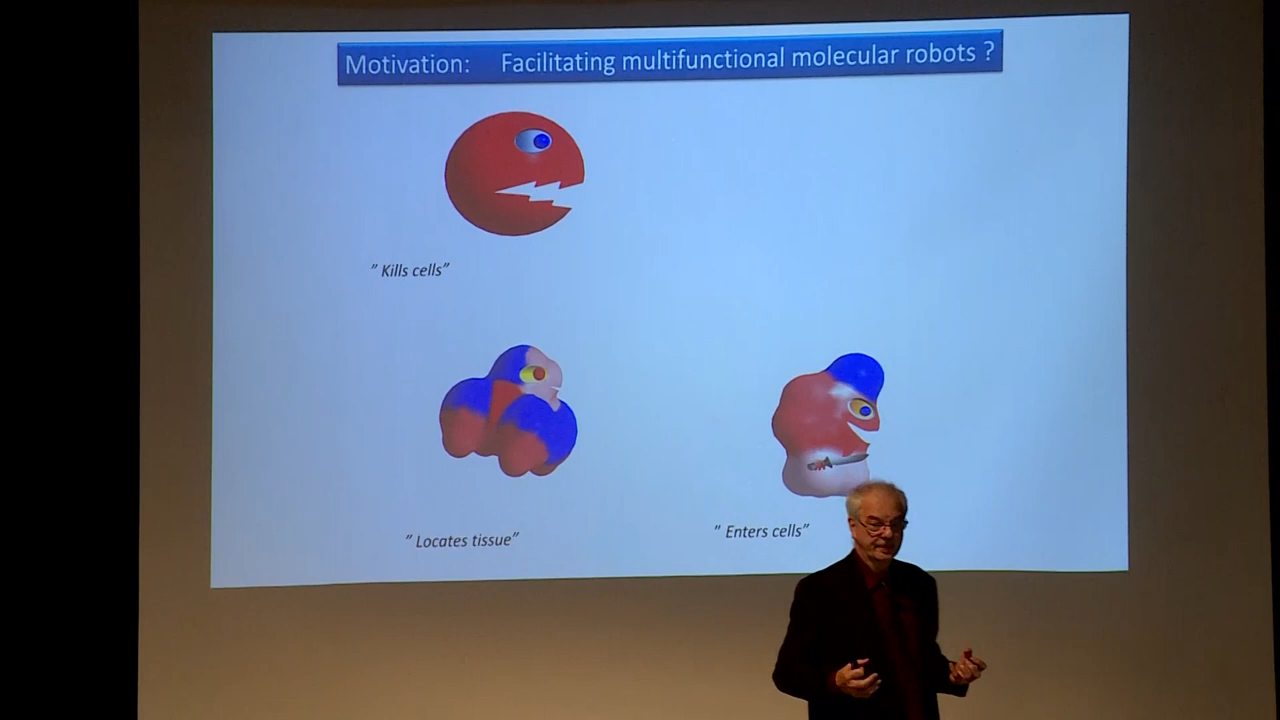 Motivation: Facilitating multifunctional molecular robots ?
” Kills cells”
” Locates tissue”
” Enters cells”